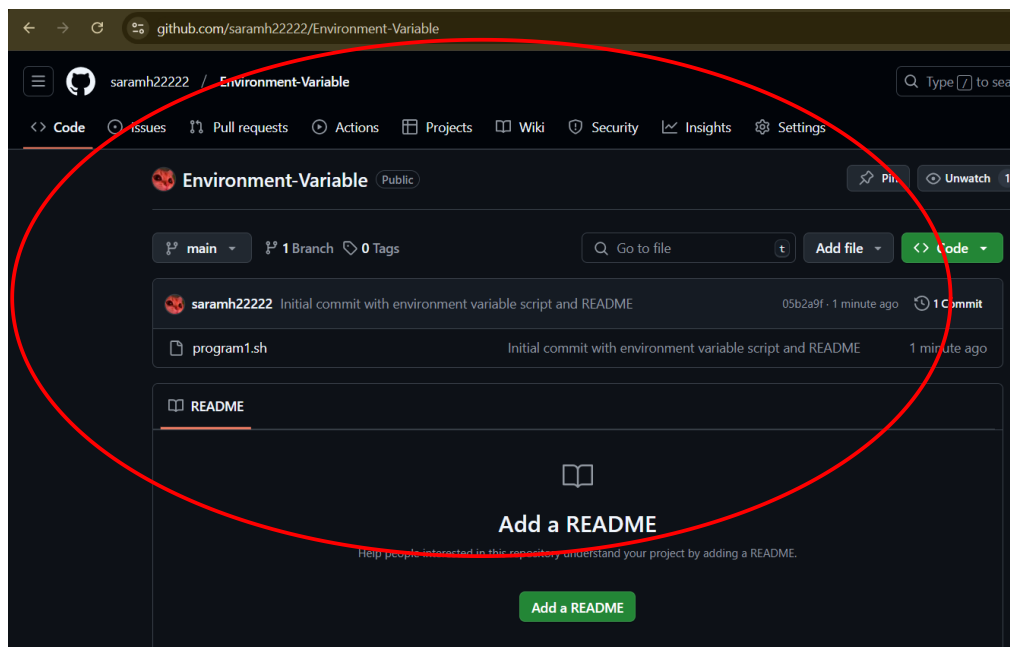 github.com/saramh22222/Environment-Variable
saramh22222 / Environment-Variable
Type / to sea
<> Code Issues Pull requests Actions Projects Wiki Security Insights Settings
Environment-Variable Public
Pin Unwatch 1
main 1 Branch 0 Tags Go to file t Add file <> Code
saramh22222 Initial commit with environment variable script and README 05b2a9f · 1 minute ago 1 Commit
program1.sh Initial commit with environment variable script and README 1 minute ago
README
Add a README
Help people interested in this repository understand your project by adding a README.
Add a README